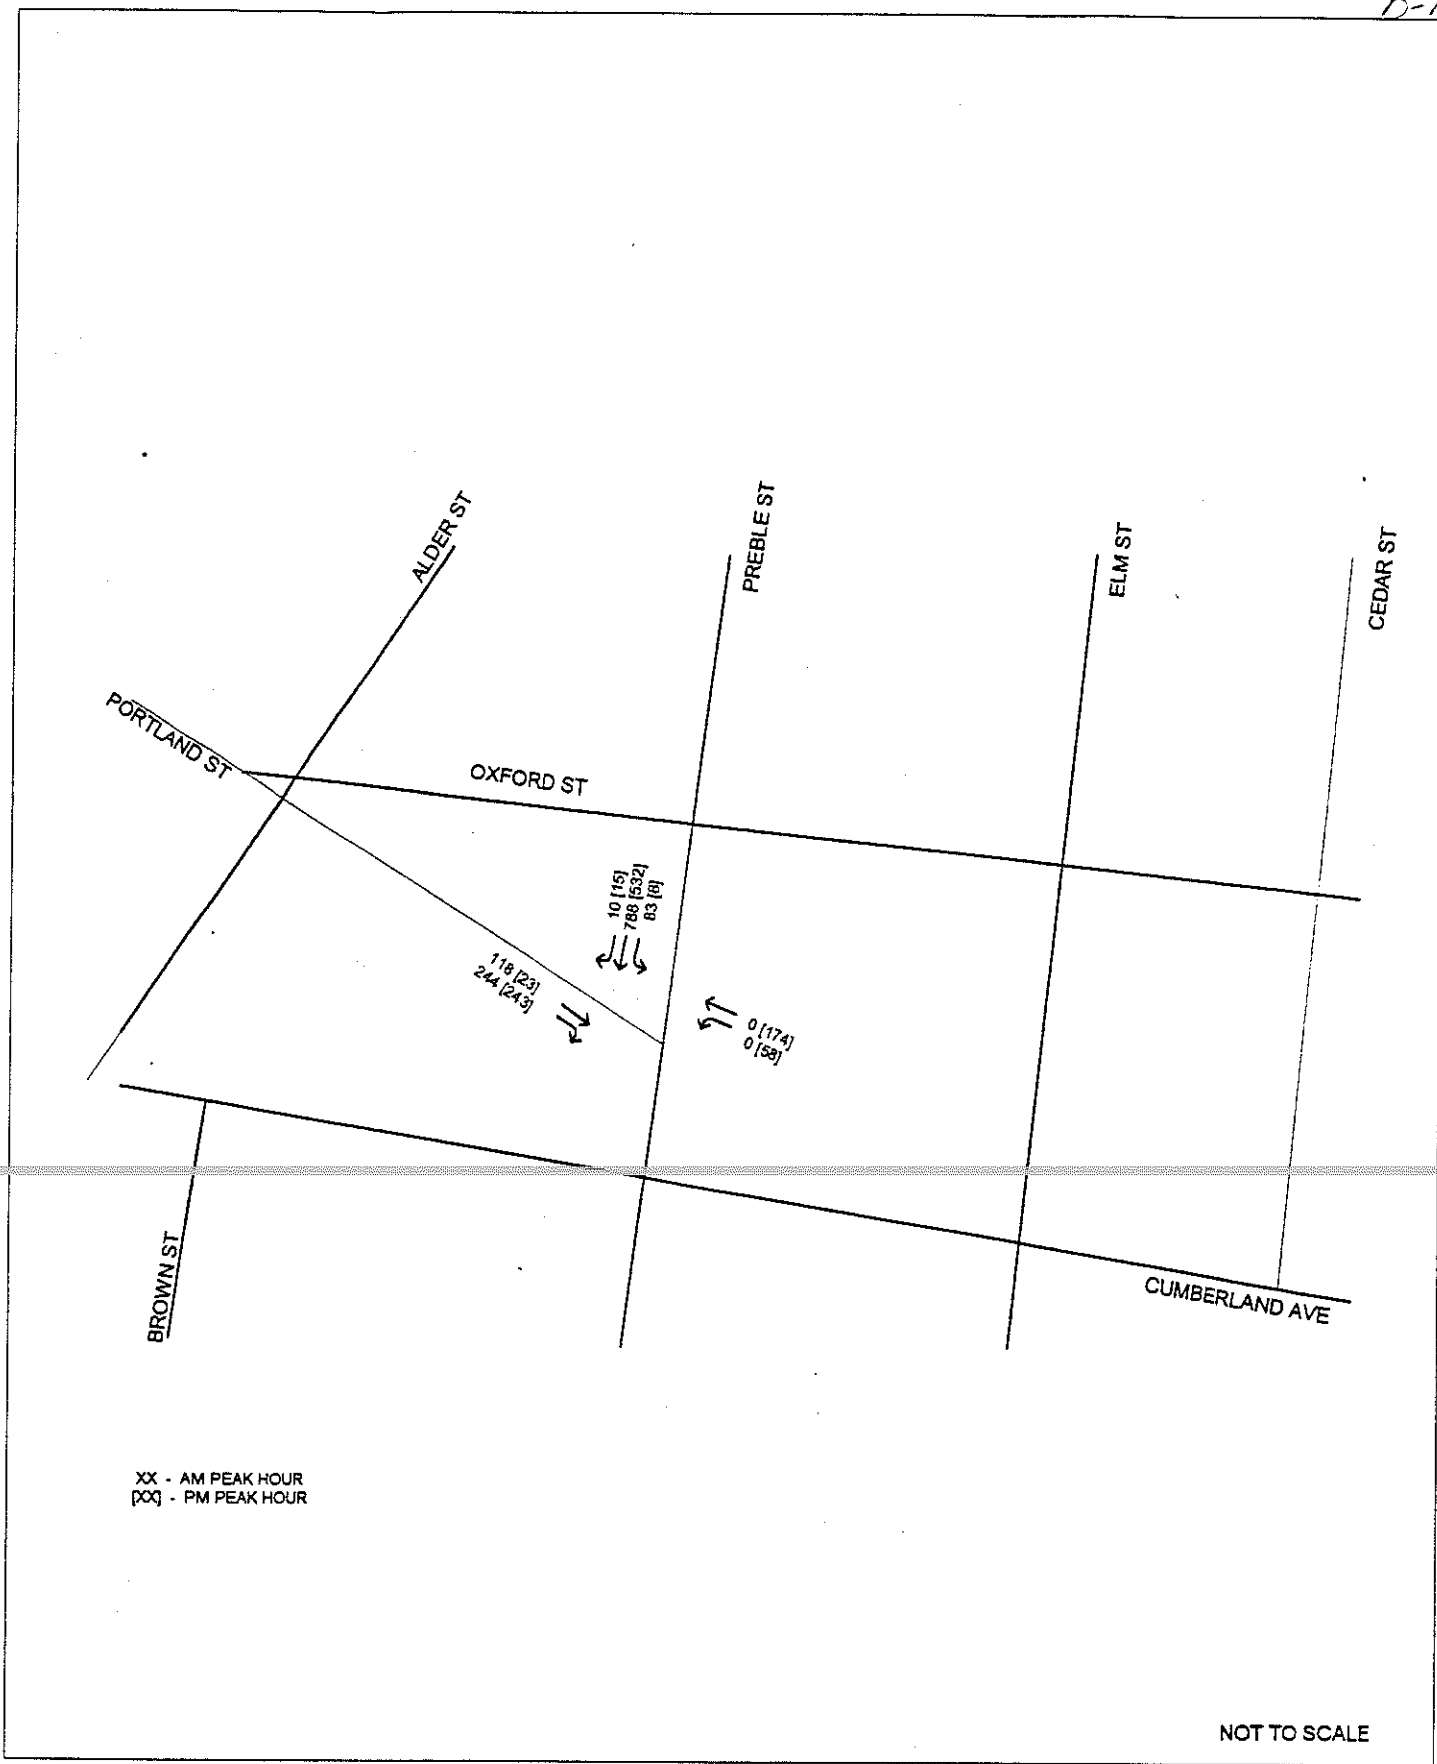 ALDER ST
PREBLE ST
ELM ST
CEDAR ST
PORTLAND ST
OXFORD ST
10 [15]
788 [532]
83 [8]
118 [23]
244 [243]
0 [174]
0 [58]
BROWN ST
CUMBERLAND AVE
XX - AM PEAK HOUR
[XX] - PM PEAK HOUR
NOT TO SCALE